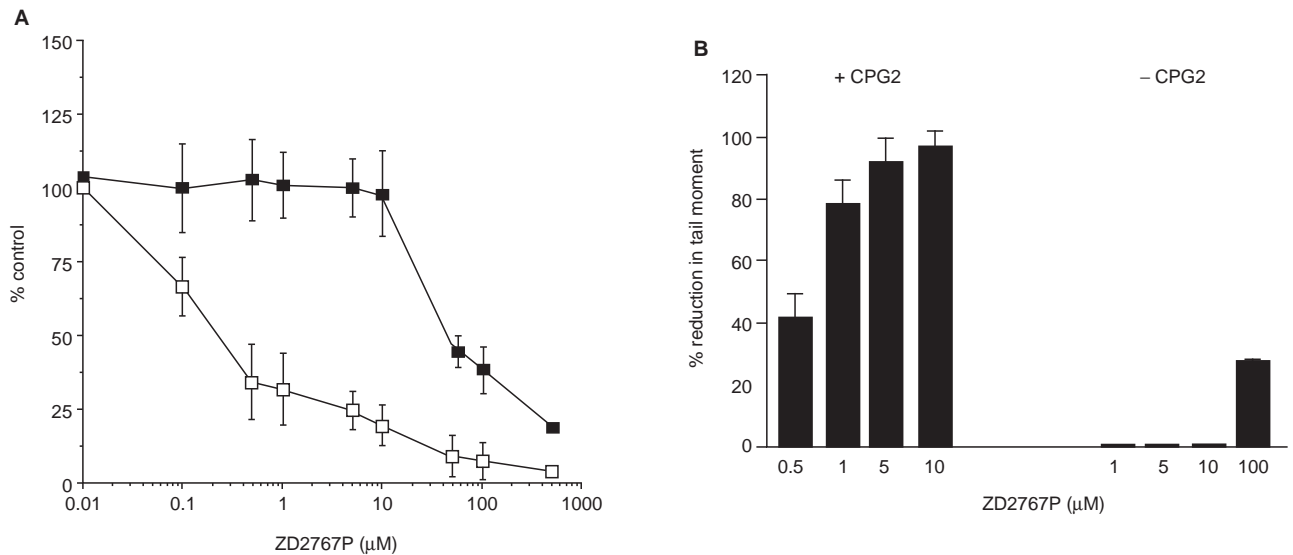 A
150
125
100
75
50
25
0
% control
0.01 0.1 1 10 100 1000
ZD2767P (µM)
B
+ CPG2 – CPG2
120
100
80
60
40
20
0
% reduction in tail moment
0.5 1 5 10 1 5 10 100
ZD2767P (µM)